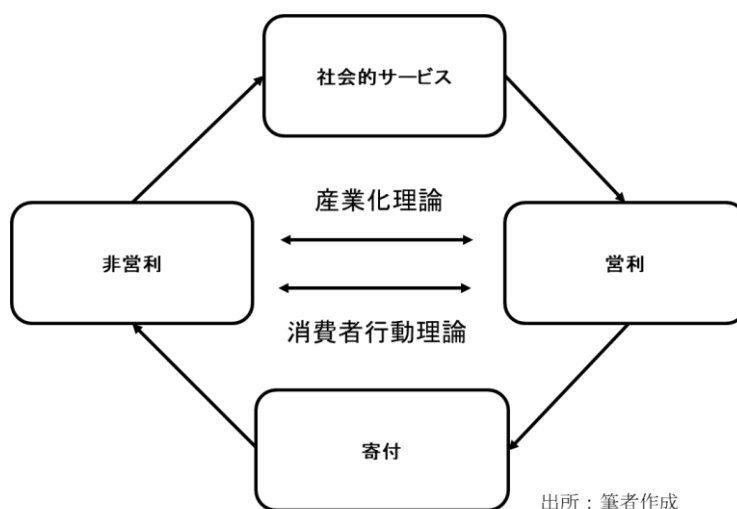 社会的サービス
産業化理論
非営利
営利
消費者行動理論
寄付
出所：筆者作成